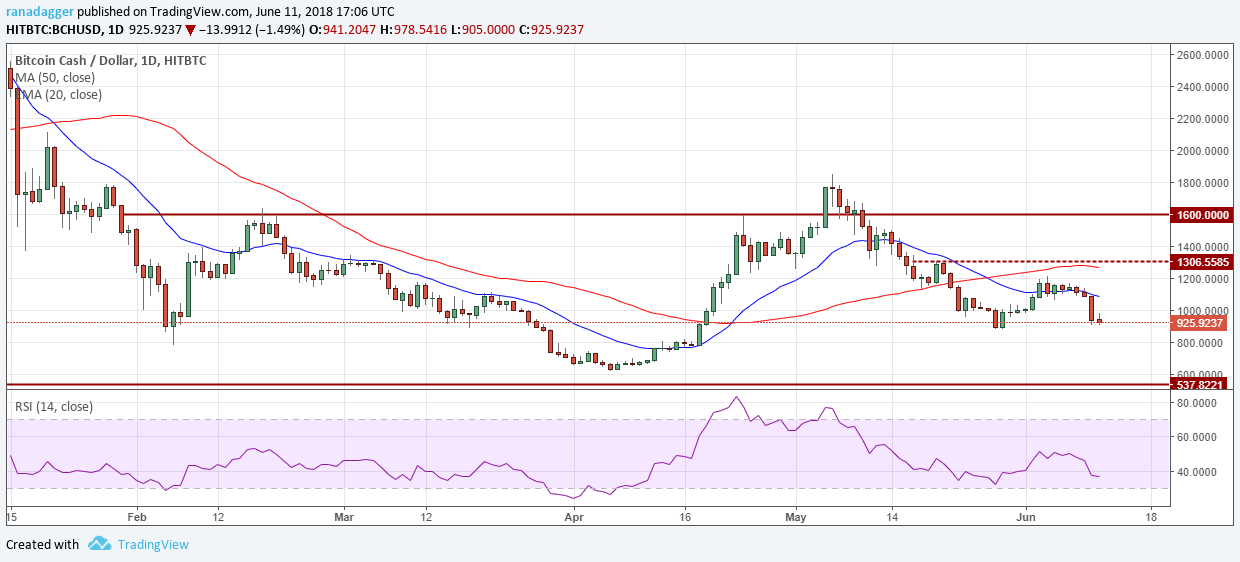 ranadagger published on TradingView.com, June 11, 2018 17:06 UTC
HITBTC:BCHUSD, 1D 925.9237 ▼ −13.9912 (−1.49%) O:941.2047 H:978.5416 L:905.0000 C:925.9237
Bitcoin Cash / Dollar, 1D, HITBTC
MA (50, close)
EMA (20, close)
2600.0000
2400.0000
2200.0000
2000.0000
1800.0000
1600.0000
1400.0000
1306.5585
1200.0000
1000.0000
925.9237
800.0000
600.0000
537.8221
RSI (14, close)
80.0000
60.0000
40.0000
15 Feb 12 Mar 12 Apr 16 May 14 Jun 18
Created with TradingView